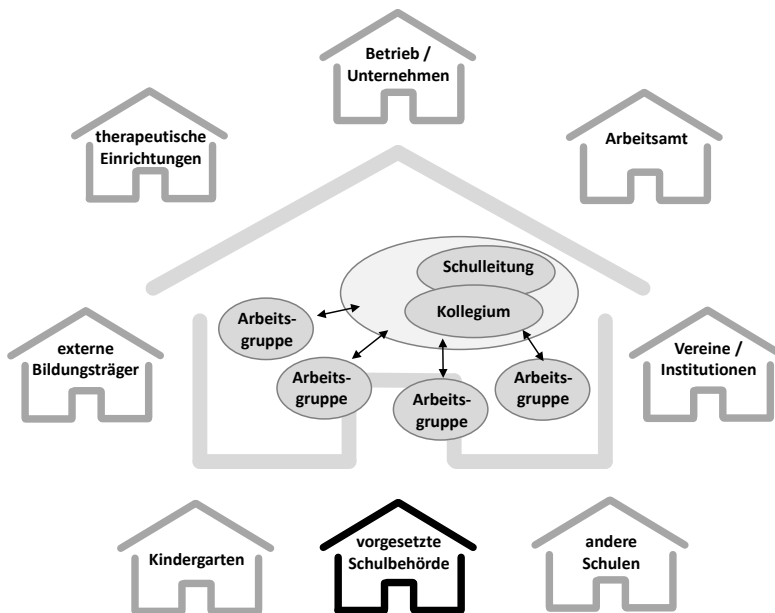 Betrieb /
Unternehmen
therapeutische
Einrichtungen
Arbeitsamt
Schulleitung
Kollegium
Arbeits-
gruppe
Arbeits-
gruppe
Arbeits-
gruppe
Arbeits-
gruppe
externe
Bildungsträger
Vereine /
Institutionen
Kindergarten
vorgesetzte
Schulbehörde
andere
Schulen